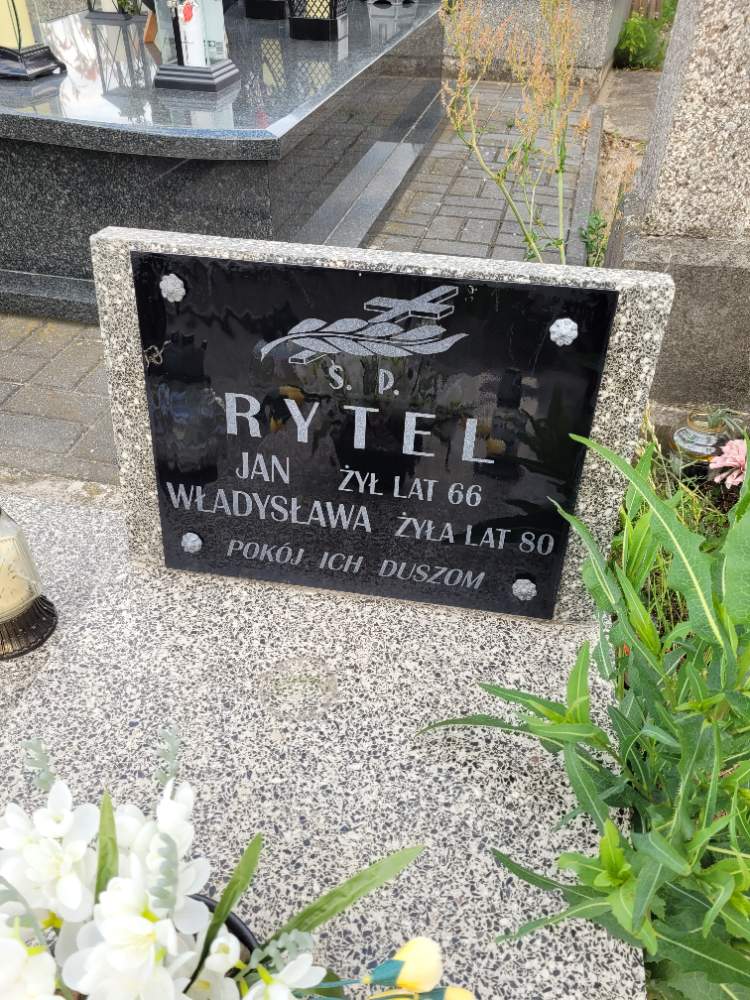 Ś. P.
RYTEL
JAN ŻYŁ LAT 66
WŁADYSŁAWA ŻYŁA LAT 80
POKÓJ ICH DUSZOM